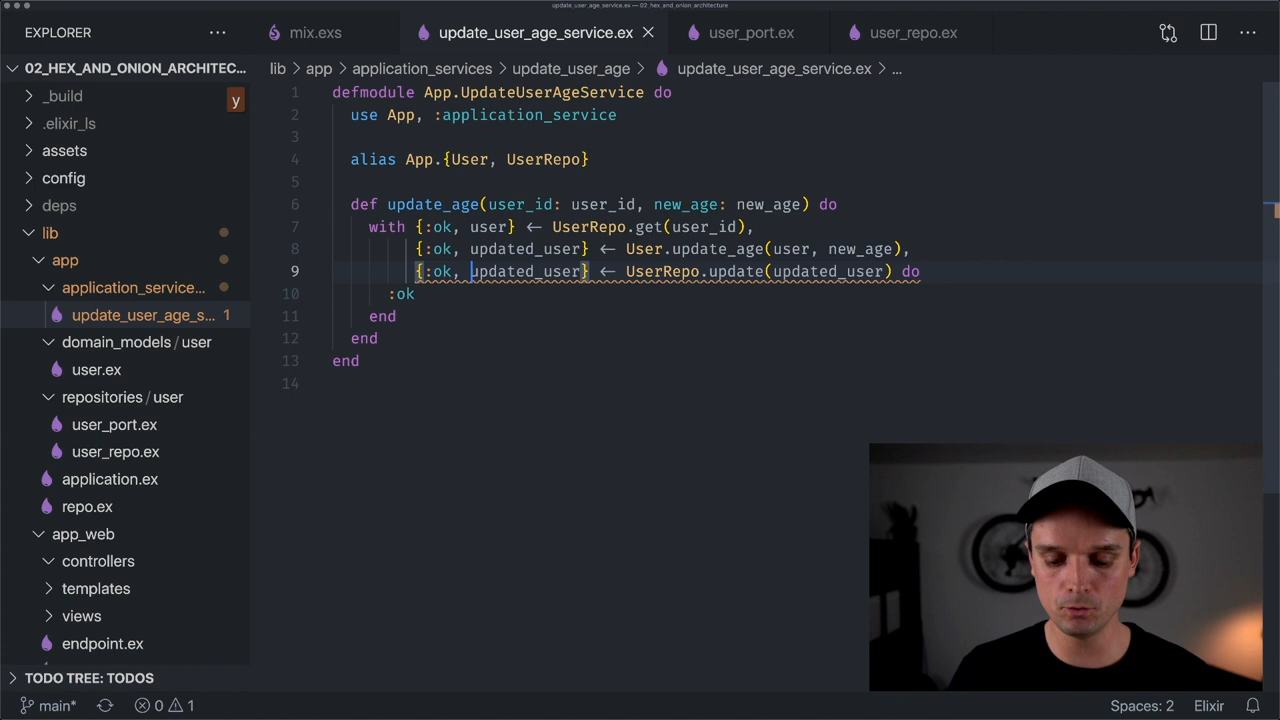 update_user_age_service.ex — 02_hex_and_onion_architecture
EXPLORER
mix.exs
update_user_age_service.ex
user_port.ex
user_repo.ex
02_HEX_AND_ONION_ARCHITEC...
lib > app > application_services > update_user_age > update_user_age_service.ex > ...
_build
y
.elixir_ls
assets
config
deps
lib
app
application_service...
update_user_age_s... 1
domain_models / user
user.ex
repositories / user
user_port.ex
user_repo.ex
application.ex
repo.ex
app_web
controllers
templates
views
endpoint.ex
TODO TREE: TODOS
1 defmodule App.UpdateUserAgeService do
2 use App, :application_service
3
4 alias App.{User, UserRepo}
5
6 def update_age(user_id: user_id, new_age: new_age) do
7 with {:ok, user} ← UserRepo.get(user_id),
8 {:ok, updated_user} ← User.update_age(user, new_age),
9 {:ok, updated_user} ← UserRepo.update(updated_user) do
10 :ok
11 end
12 end
13 end
14
main* 0 1
Spaces: 2 Elixir